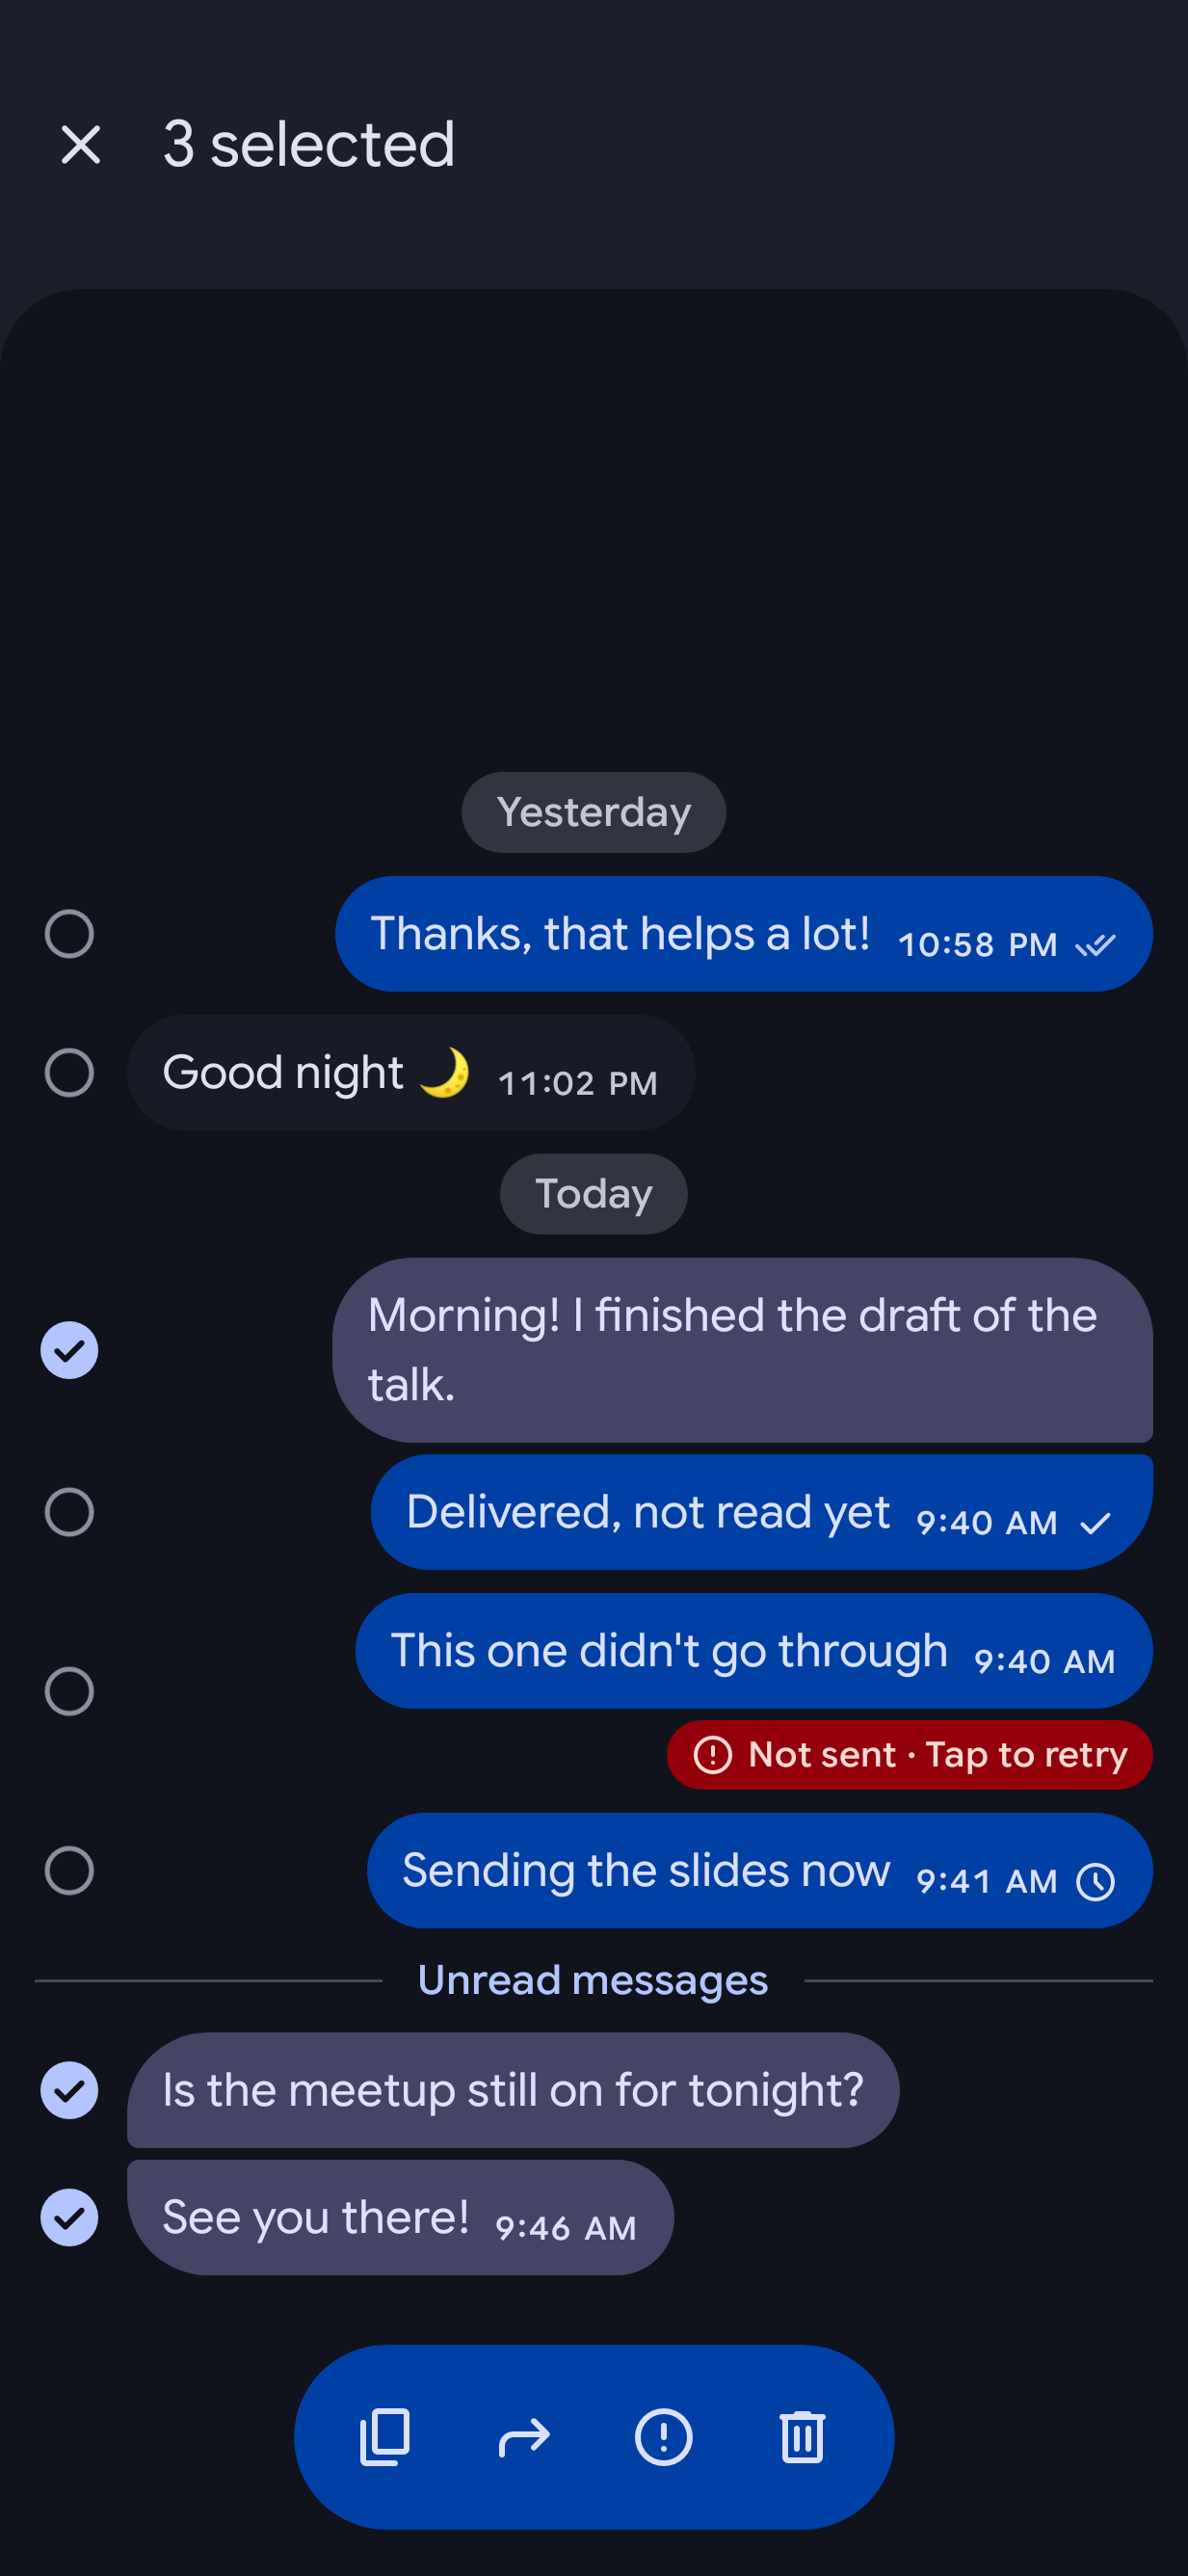 3 selected
Yesterday
Thanks, that helps a lot! 10:58 PM
Good night 🌛 11:02 PM
Today
Morning! I finished the draft of the
talk.
Delivered, not read yet 9:40 AM
This one didn't go through 9:40 AM
Not sent · Tap to retry
Sending the slides now 9:41 AM
Unread messages
Is the meetup still on for tonight?
See you there! 9:46 AM